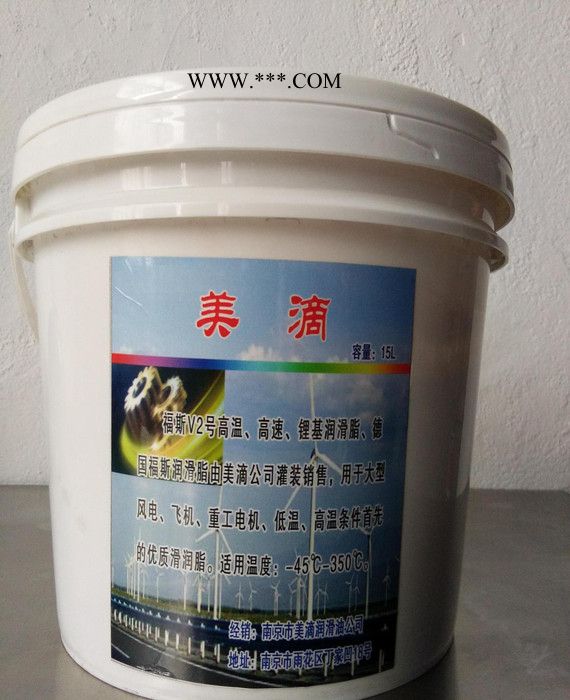 WWW.***.COM
美 滴
容量：15L
福斯V2号高温、高速、锂基润滑脂、德
国福斯润滑脂由美滴公司灌装销售，用于大型
风电、飞机、重工电机、低温、高温条件首先
的优质滑润脂。适用温度：-45℃-350℃。
经销：南京市美滴润滑油公司
地址：南京市雨花区丁家凹18号